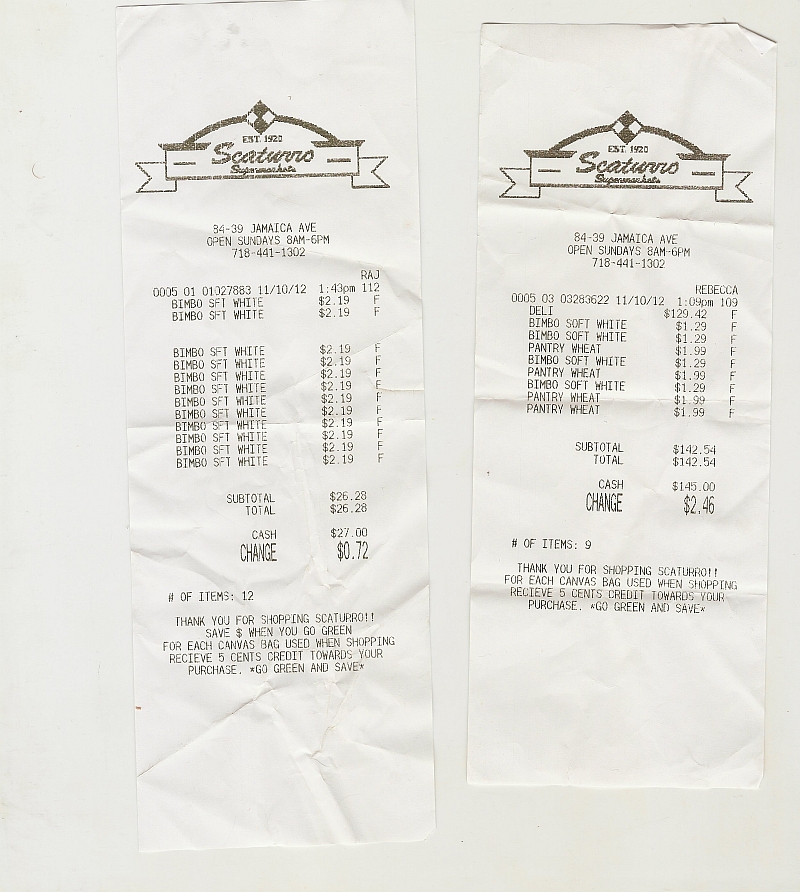 EST. 1920
Scaturro
Supermarkets
84-39 JAMAICA AVE
OPEN SUNDAYS 8AM-6PM
718-441-1302
RAJ
0005 01 01027883 11/10/12 1:43pm 112
BIMBO SFT WHITE $2.19 F
BIMBO SFT WHITE $2.19 F
BIMBO SFT WHITE $2.19 F
BIMBO SFT WHITE $2.19 F
BIMBO SFT WHITE $2.19 F
BIMBO SFT WHITE $2.19 F
BIMBO SFT WHITE $2.19 F
BIMBO SFT WHITE $2.19 F
BIMBO SFT WHITE $2.19 F
BIMBO SFT WHITE $2.19 F
BIMBO SFT WHITE $2.19 F
BIMBO SFT WHITE $2.19 F
SUBTOTAL $26.28
TOTAL $26.28
CASH $27.00
CHANGE $0.72
# OF ITEMS: 12
THANK YOU FOR SHOPPING SCATURRO!!
SAVE $ WHEN YOU GO GREEN
FOR EACH CANVAS BAG USED WHEN SHOPPING
RECIEVE 5 CENTS CREDIT TOWARDS YOUR
PURCHASE. *GO GREEN AND SAVE*
EST. 1920
Scaturro
Supermarkets
84-39 JAMAICA AVE
OPEN SUNDAYS 8AM-6PM
718-441-1302
REBECCA
0005 03 03283622 11/10/12 1:09pm 109
DELI $129.42 F
BIMBO SOFT WHITE $1.29 F
BIMBO SOFT WHITE $1.29 F
PANTRY WHEAT $1.99 F
BIMBO SOFT WHITE $1.29 F
PANTRY WHEAT $1.99 F
BIMBO SOFT WHITE $1.29 F
PANTRY WHEAT $1.99 F
PANTRY WHEAT $1.99 F
SUBTOTAL $142.54
TOTAL $142.54
CASH $145.00
CHANGE $2.46
# OF ITEMS: 9
THANK YOU FOR SHOPPING SCATURRO!!
FOR EACH CANVAS BAG USED WHEN SHOPPING
RECIEVE 5 CENTS CREDIT TOWARDS YOUR
PURCHASE. *GO GREEN AND SAVE*